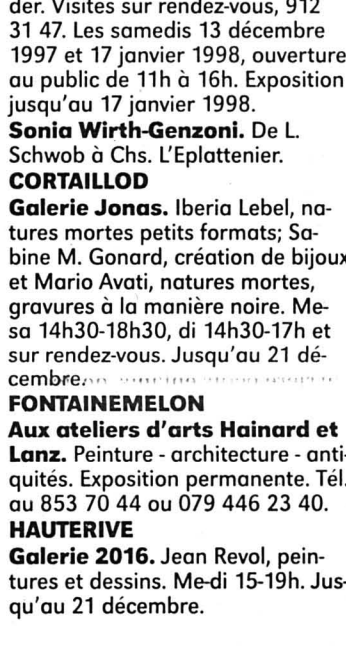 der. Visites sur rendez-vous, 912
31 47. Les samedis 13 décembre
1997 et 17 janvier 1998, ouverture
au public de 11h à 16h. Exposition
jusqu'au 17 janvier 1998.
Sonia Wirth-Genzoni. De L.
Schwob à Chs. L'Eplattenier.
CORTAILLOD
Galerie Jonas. Iberia Lebel, na-
tures mortes petits formats; Sa-
bine M. Gonard, création de bijoux
et Mario Avati, natures mortes,
gravures à la manière noire. Me-
sa 14h30-18h30, di 14h30-17h et
sur rendez-vous. Jusqu'au 21 dé-
cembre.
FONTAINEMELON
Aux ateliers d'arts Hainard et
Lanz. Peinture - architecture - anti-
quités. Exposition permanente. Tél.
au 853 70 44 ou 079 446 23 40.
HAUTERIVE
Galerie 2016. Jean Revol, pein-
tures et dessins. Me-di 15-19h. Jus-
qu'au 21 décembre.